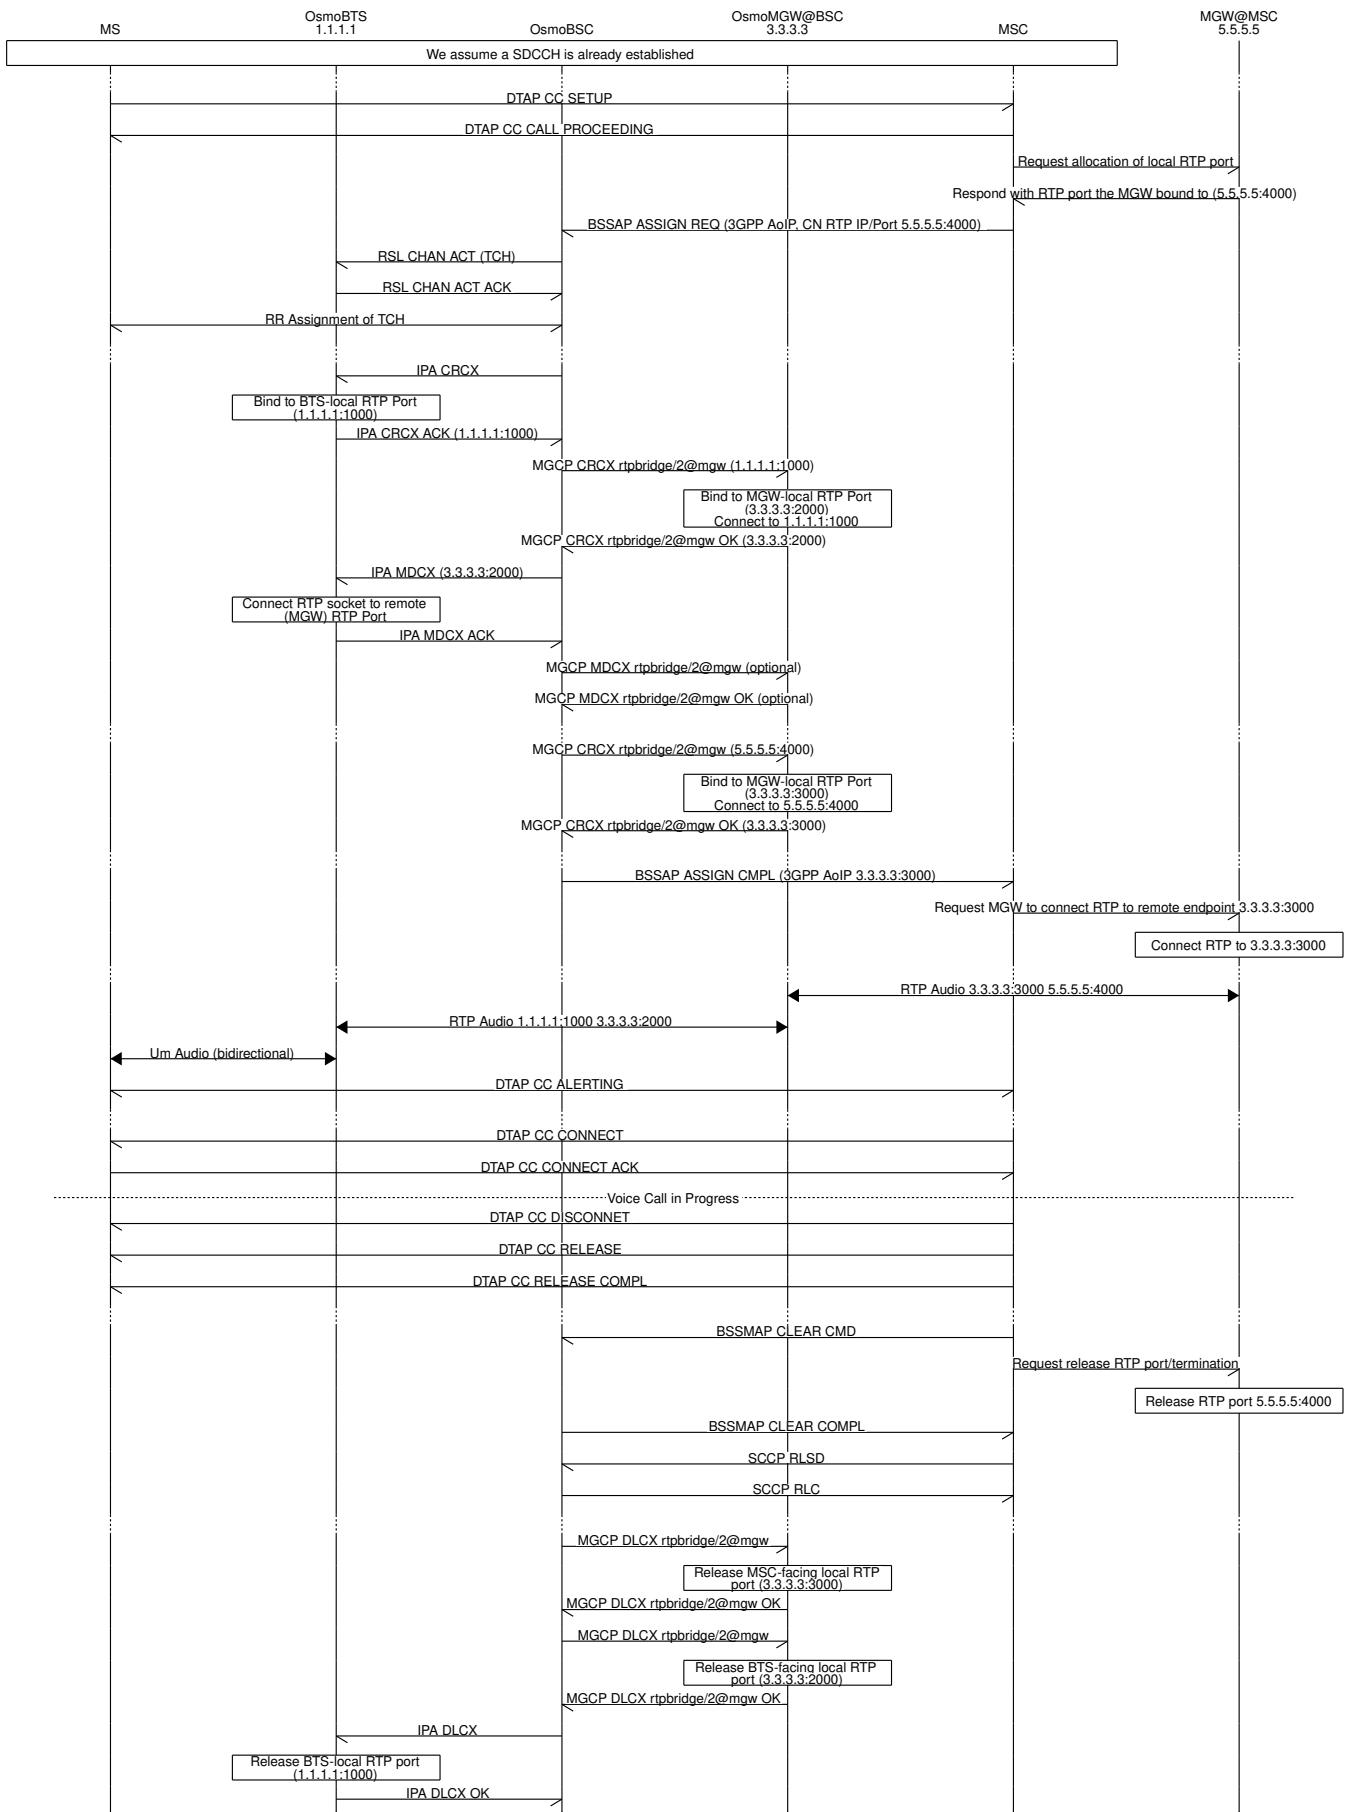 OsmoBTS OsmoMGW@BSC MGW@MSC
MS 1.1.1.1 OsmoBSC 3.3.3.3 MSC 5.5.5.5
We assume a SDCCH is already established
DTAP CC SETUP
DTAP CC CALL PROCEEDING
Request allocation of local RTP port
Respond with RTP port the MGW bound to (5.5.5.5:4000)
BSSAP ASSIGN REQ (3GPP AoIP, CN RTP IP/Port 5.5.5.5:4000)
RSL CHAN ACT (TCH)
RSL CHAN ACT ACK
RR Assignment of TCH
IPA CRCX
Bind to BTS-local RTP Port
(1.1.1.1:1000)
IPA CRCX ACK (1.1.1.1:1000)
MGCP CRCX rtpbridge/2@mgw (1.1.1.1:1000)
Bind to MGW-local RTP Port
(3.3.3.3:2000)
Connect to 1.1.1.1:1000
MGCP CRCX rtpbridge/2@mgw OK (3.3.3.3:2000)
IPA MDCX (3.3.3.3:2000)
Connect RTP socket to remote
(MGW) RTP Port
IPA MDCX ACK
MGCP MDCX rtpbridge/2@mgw (optional)
MGCP MDCX rtpbridge/2@mgw OK (optional)
MGCP CRCX rtpbridge/2@mgw (5.5.5.5:4000)
Bind to MGW-local RTP Port
(3.3.3.3:3000)
Connect to 5.5.5.5:4000
MGCP CRCX rtpbridge/2@mgw OK (3.3.3.3:3000)
BSSAP ASSIGN CMPL (3GPP AoIP 3.3.3.3:3000)
Request MGW to connect RTP to remote endpoint 3.3.3.3:3000
Connect RTP to 3.3.3.3:3000
RTP Audio 3.3.3.3:3000 5.5.5.5:4000
RTP Audio 1.1.1.1:1000 3.3.3.3:2000
Um Audio (bidirectional)
DTAP CC ALERTING
DTAP CC CONNECT
DTAP CC CONNECT ACK
Voice Call in Progress
DTAP CC DISCONNET
DTAP CC RELEASE
DTAP CC RELEASE COMPL
BSSMAP CLEAR CMD
Request release RTP port/termination
Release RTP port 5.5.5.5:4000
BSSMAP CLEAR COMPL
SCCP RLSD
SCCP RLC
MGCP DLCX rtpbridge/2@mgw
Release MSC-facing local RTP
port (3.3.3.3:3000)
MGCP DLCX rtpbridge/2@mgw OK
MGCP DLCX rtpbridge/2@mgw
Release BTS-facing local RTP
port (3.3.3.3:2000)
MGCP DLCX rtpbridge/2@mgw OK
IPA DLCX
Release BTS-local RTP port
(1.1.1.1:1000)
IPA DLCX OK